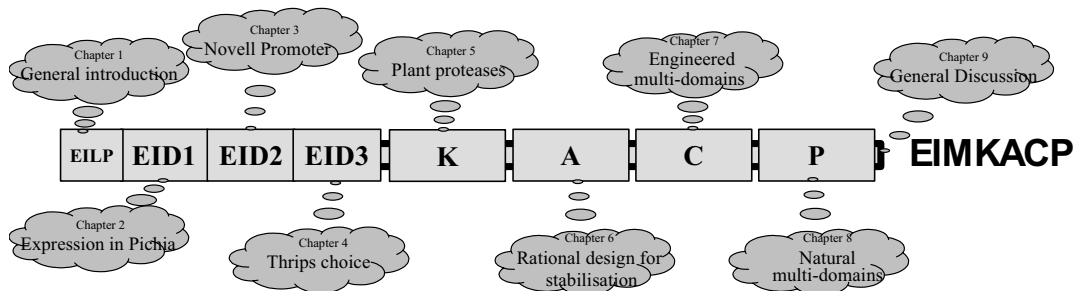 Chapter 1
General introduction
Chapter 3
Novell Promoter
Chapter 5
Plant proteases
Chapter 7
Engineered
multi-domains
Chapter 9
General Discussion
EILP EID1 EID2 EID3 K A C P EIMKACP
Chapter 2
Expression in Pichia
Chapter 4
Thrips choice
Chapter 6
Rational design for
stabilisation
Chapter 8
Natural
multi-domains